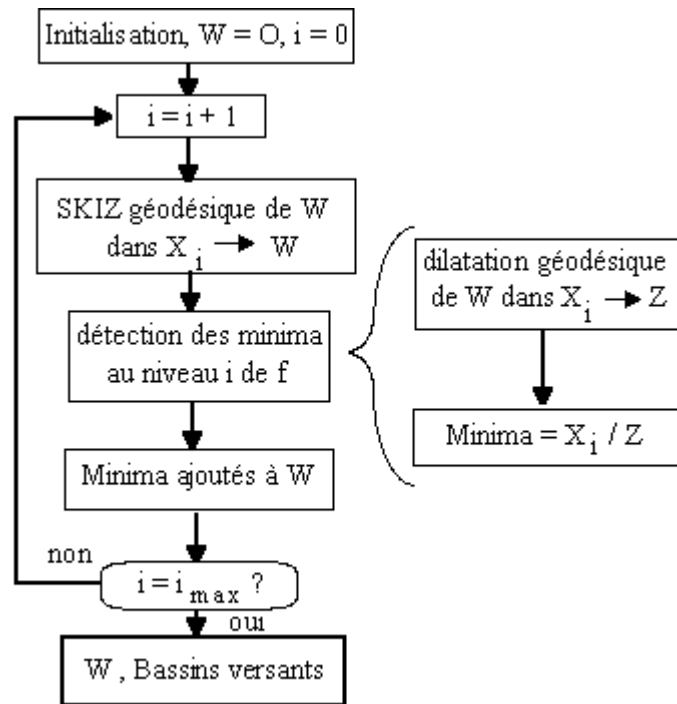 Initialisation, W = O, i = 0
i = i + 1
SKIZ géodésique de W
dans X i → W
détection des minima
au niveau i de f
Minima ajoutés à W
non
i = i max ?
oui
W , Bassins versants
dilatation géodésique
de W dans X i → Z
Minima = X i / Z